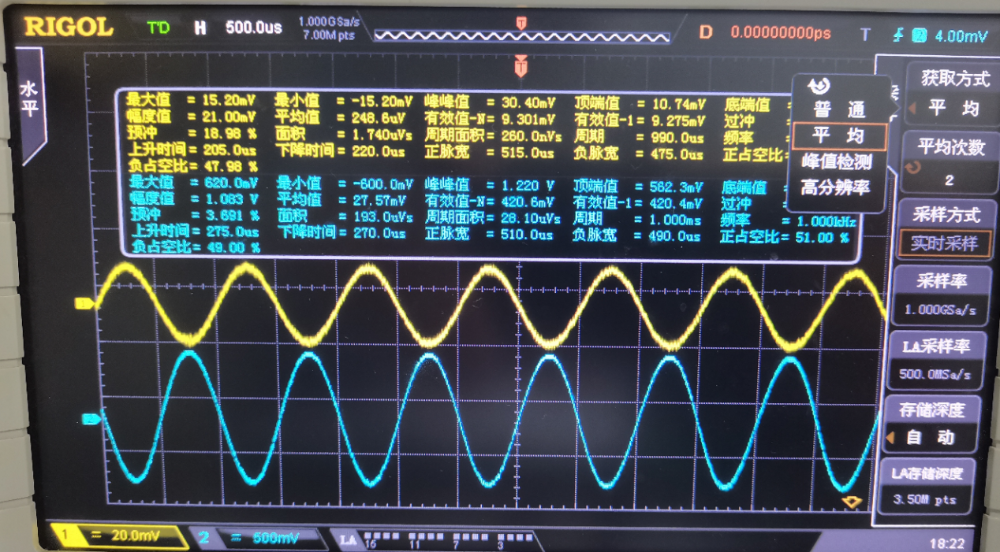 RIGOL T'D H 500.0us 1.000GSa/s 7.00M pts T D 0.00000000ps T 2 4.00mV
水平
T
最大值 = 15.20mV 最小值 = -15.20mV 峰峰值 = 30.40mV 顶端值 = 10.74mV 底端值 =
幅度值 = 21.00mV 平均值 = 248.6uV 有效值-N= 9.301mV 有效值-1= 9.275mV 过冲
预冲 = 18.98 % 面积 = 1.740uVs 周期面积= 260.0nVs 周期 = 990.0us 频率 =
上升时间= 205.0us 下降时间= 220.0us 正脉宽 = 515.0us 负脉宽 = 475.0us 正占空比=
负占空比= 47.98 %
最大值 = 620.0mV 最小值 = -600.0mV 峰峰值 = 1.220 V 顶端值 = 562.3mV 底端值 =
幅度值 = 1.083 V 平均值 = 27.57mV 有效值-N= 420.6mV 有效值-1= 420.4mV 过冲 =
预冲 = 3.691 % 面积 = 193.0uVs 周期面积= 28.10uVs 周期 = 1.000ms 频率 = 1.000kHz
上升时间= 275.0us 下降时间= 270.0us 正脉宽 = 510.0us 负脉宽 = 490.0us 正占空比= 51.00 %
负占空比= 49.00 %
普 通
平 均
峰值检测
高分辨率
获取方式
平 均
平均次数
2
采样方式
实时采样
采样率
1.000GSa/s
LA采样率
500.0MSa/s
存储深度
自 动
LA存储深度
3.50M pts
1
2
1 = 20.0mV 2 = 500mV LA 15 11 7 3 18:22